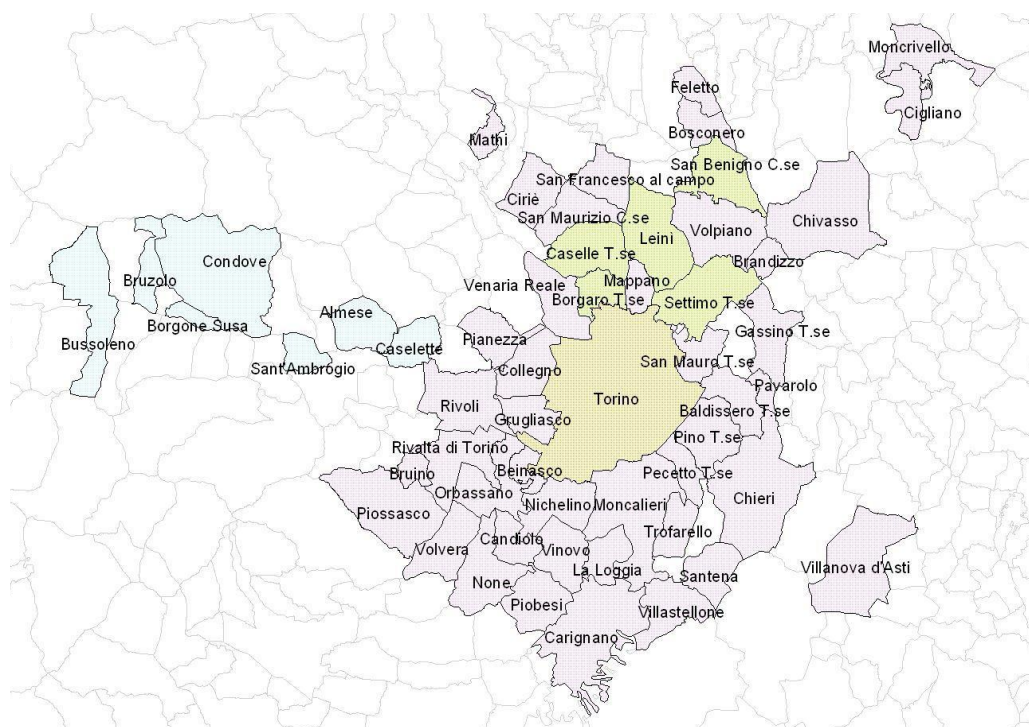 Moncrivello
Feletto
Cigliano
Bosconero
Mathi
San Benigno C.se
San Francesco al campo
Ciriè
San Maurizio C.se
Chivasso
Volpiano
Leini
Caselle T.se
Condove
Brandizzo
Bruzolo
Mappano
Venaria Reale
Borgaro T.se
Settimo T.se
Almese
Borgone Susa
Gassino T.se
Bussoleno
Pianezza
Caselette
San Mauro T.se
Sant'Ambrogio
Collegno
Pavarolo
Torino
Rivoli
Baldissero T.se
Grugliasco
Pino T.se
Rivalta di Torino
Beinasco
Bruino
Pecetto T.se
Orbassano
Chieri
Nichelino
Moncalieri
Piossasco
Trofarello
Candiolo
Volvera
Vinovo
Villanova d'Asti
La Loggia
Santena
None
Piobesi
Villastellone
Carignano